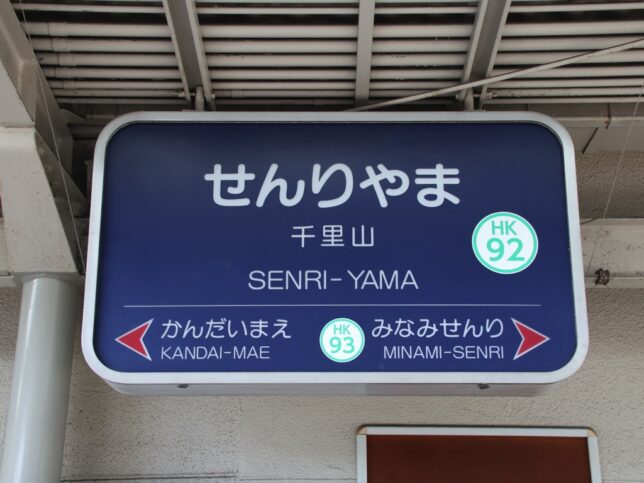 せんりやま
千里山
HK
92
SENRI-YAMA
かんだいまえ
KANDAI-MAE
HK
93
みなみせんり
MINAMI-SENRI